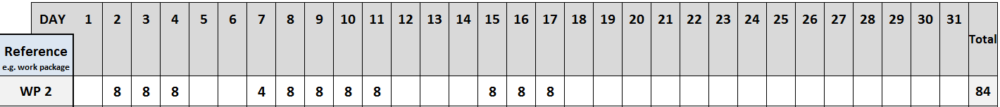 DAY 1 2 3 4 5 6 7 8 9 10 11 12 13 14 15 16 17 18 19 20 21 22 23 24 25 26 27 28 29 30 31 Total
Reference
e.g. work package
WP 2 8 8 8 4 8 8 8 8 8 8 8 84